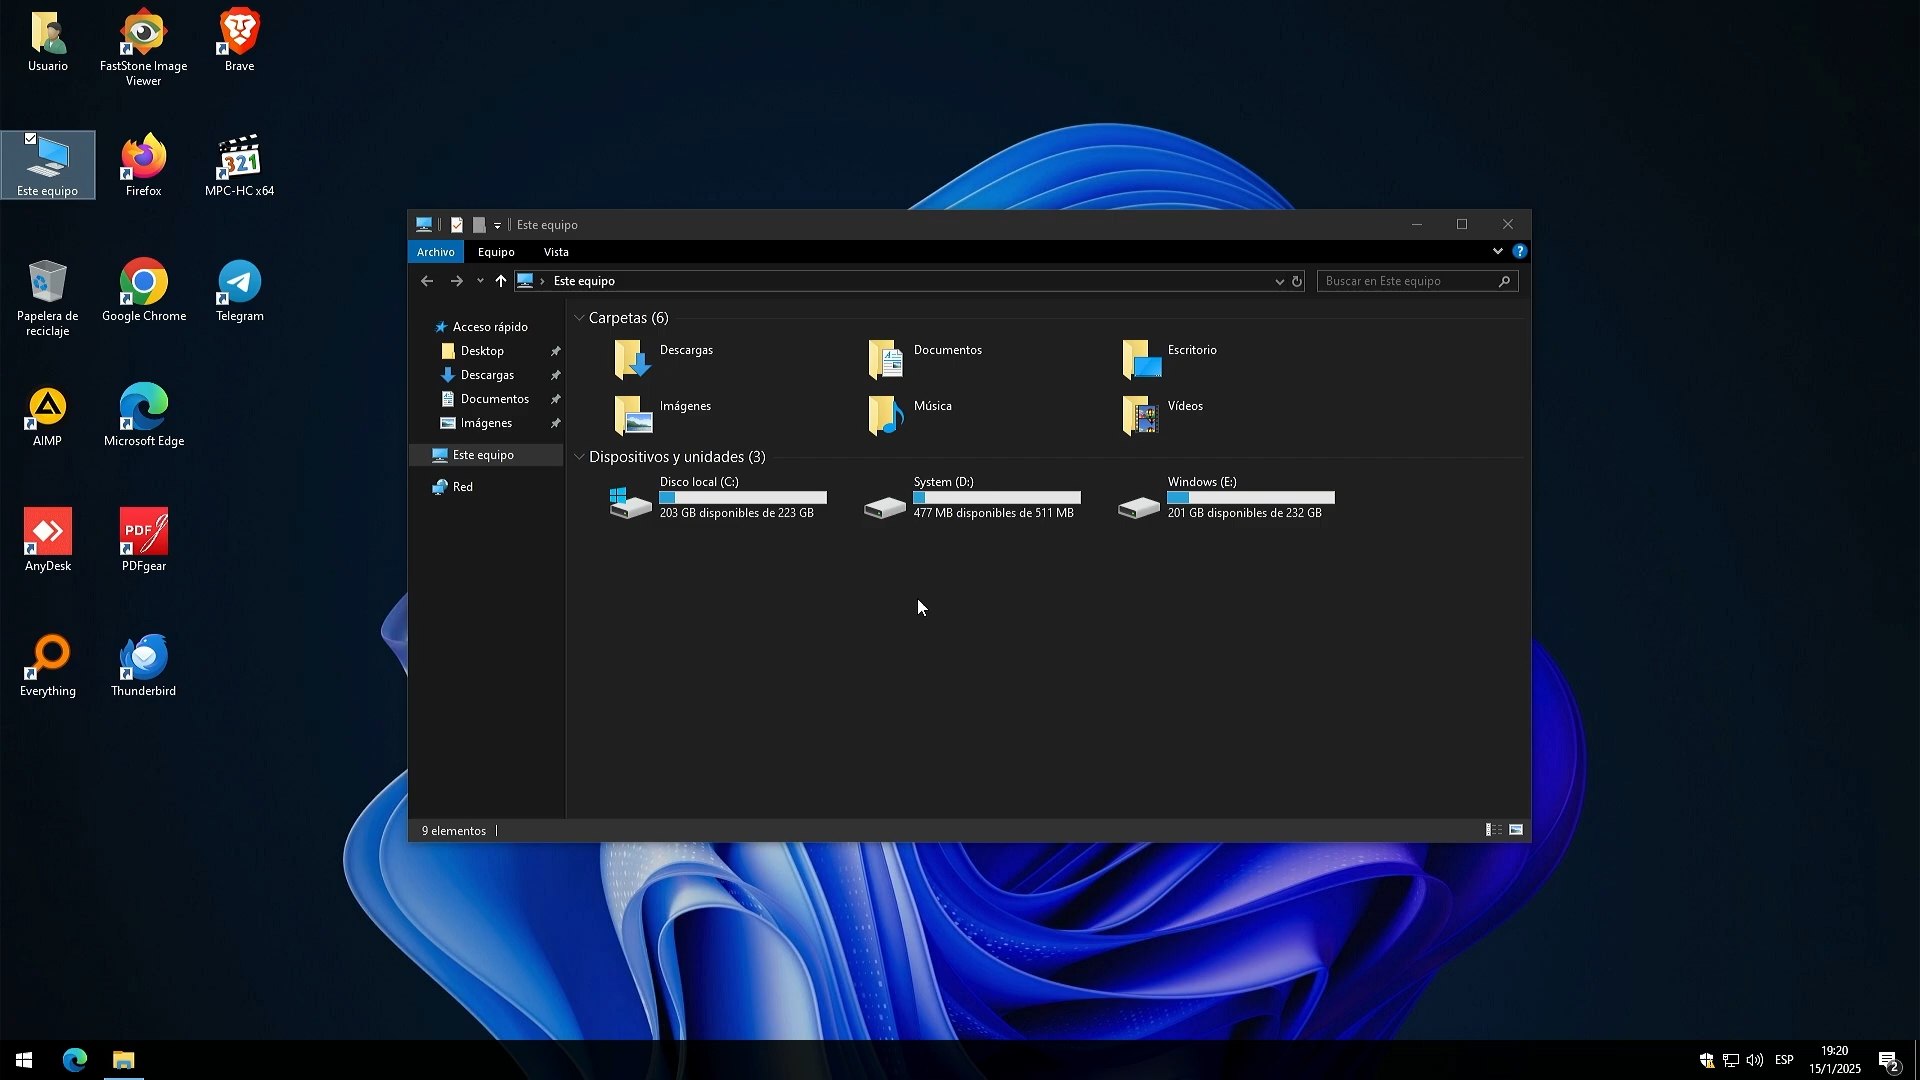 Usuario
FastStone Image
Viewer
Brave
Este equipo
Firefox
321
MPC-HC x64
Papelera de
reciclaje
Google Chrome
Telegram
AIMP
Microsoft Edge
AnyDesk
PDF
PDFgear
Everything
Thunderbird
Este equipo
Archivo
Equipo
Vista
?
Este equipo
Buscar en Este equipo
Acceso rápido
Desktop
Descargas
Documentos
Imágenes
Este equipo
Red
Carpetas (6)
Descargas
Documentos
Escritorio
Imágenes
Música
Vídeos
Dispositivos y unidades (3)
Disco local (C:)
203 GB disponibles de 223 GB
System (D:)
477 MB disponibles de 511 MB
Windows (E:)
201 GB disponibles de 232 GB
9 elementos
ESP
19:20
15/1/2025
2